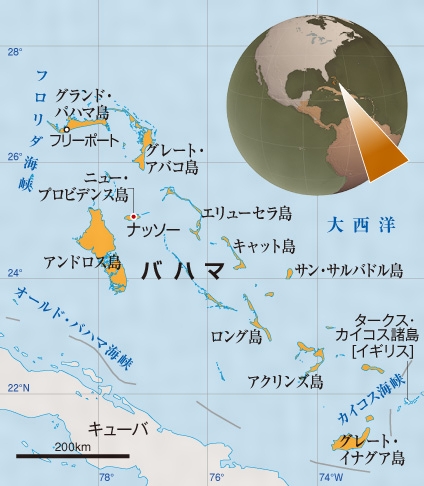 28°
フロリダ海峡
グランド・
バハマ島
フリーポート
グレート・
アバコ島
26°
ニュー・
プロビデンス島
ナッソー
エリューセラ島
大西洋
キャット島
アンドロス島
バハマ
サン・サルバドル島
24°
オールド・バハマ海峡
ロング島
タークス・
カイコス諸島
[イギリス]
アクリンズ島
カイコス海峡
22°N
キューバ
グレート・
イナグア島
200km
78°
76°
74°W